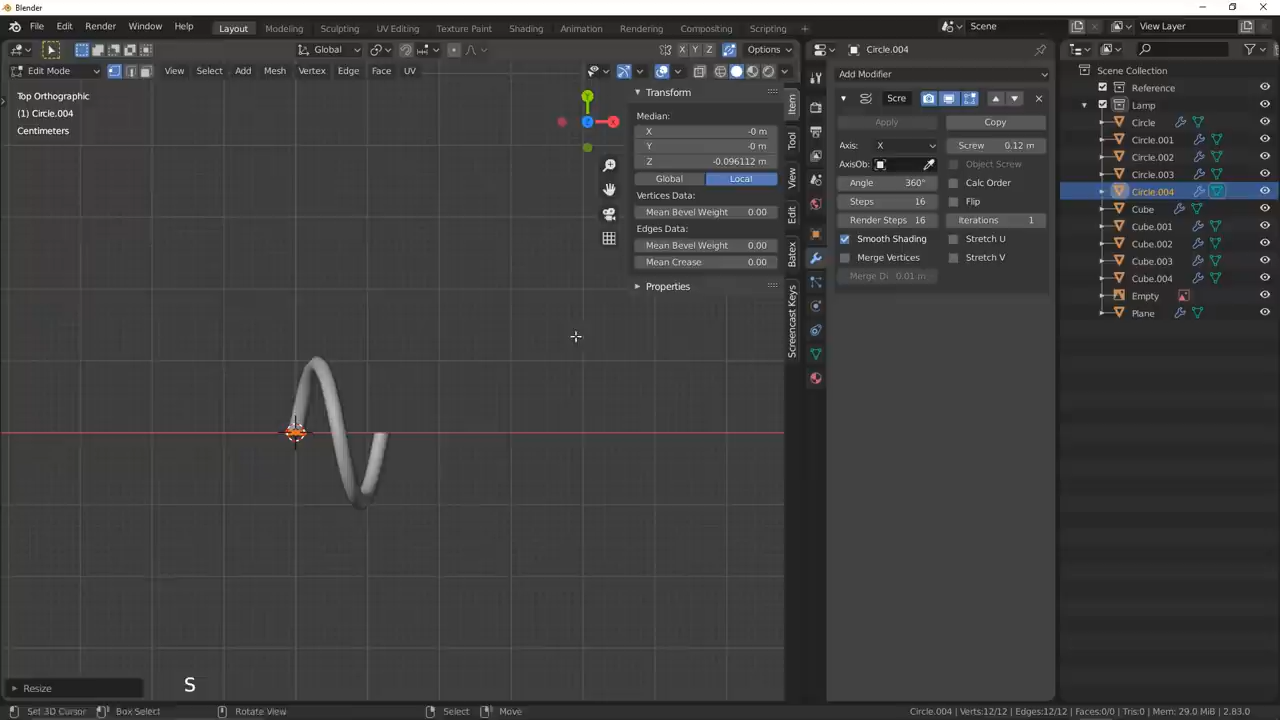 Blender
File Edit Render Window Help Layout Modeling Sculpting UV Editing Texture Paint Shading Animation Rendering Compositing Scripting Scene View Layer
Global X Y Z Options Circle.004
Edit Mode View Select Add Mesh Vertex Edge Face UV
Top Orthographic
(1) Circle.004
Centimeters
Transform
Median:
X -0 m
Y -0 m
Z -0.096112 m
Global Local
Vertices Data:
Mean Bevel Weight 0.00
Edges Data:
Mean Bevel Weight 0.00
Mean Crease 0.00
Properties
Item
Tool
View
Edit
Batex
Screencast Keys
Add Modifier
Scre
Apply Copy
Axis: X Screw 0.12 m
AxisOb: Object Screw
Angle 360° Calc Order
Steps 16 Flip
Render Steps 16 Iterations 1
Smooth Shading Stretch U
Merge Vertices Stretch V
Merge Di 0.01 m
Scene Collection
Reference
Lamp
Circle
Circle.001
Circle.002
Circle.003
Circle.004
Cube
Cube.001
Cube.002
Cube.003
Cube.004
Empty
Plane
S
Resize
Set 3D Cursor Box Select Rotate View Select Move Circle.004 | Verts:12/12 | Edges:12/12 | Faces:0/0 | Tris:0 | Mem: 29.0 MiB | 2.83.0